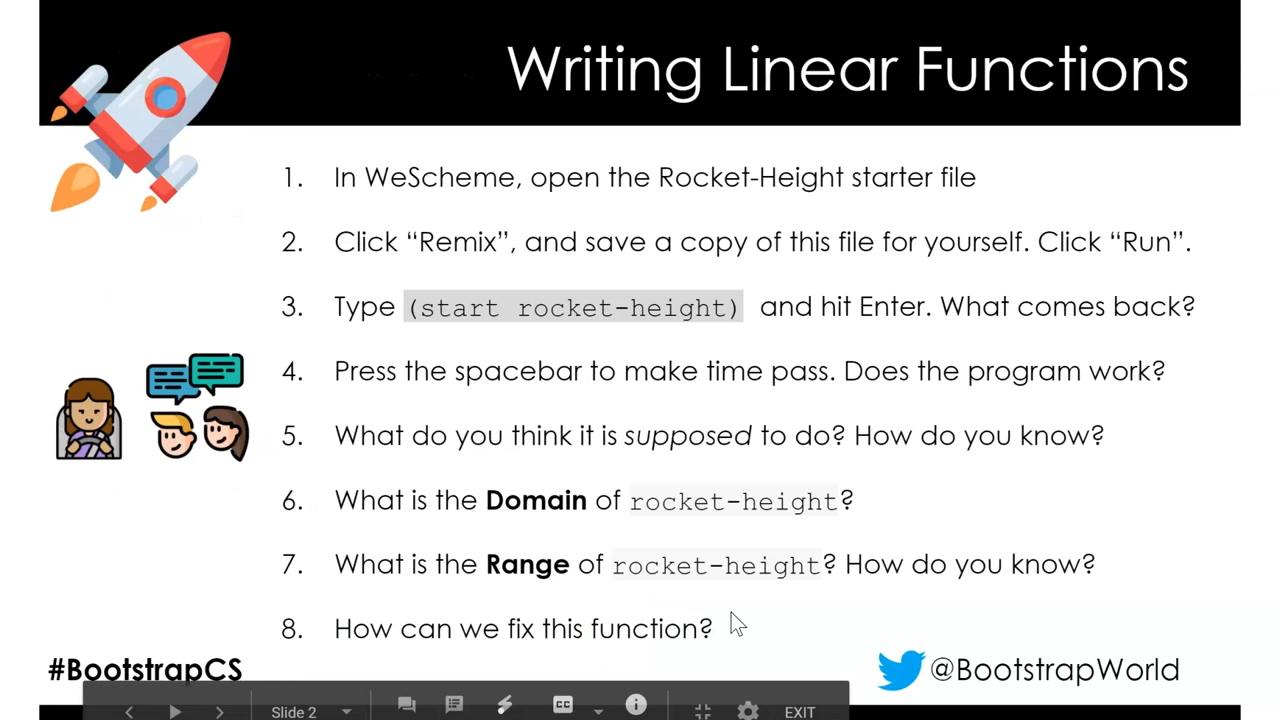 Writing Linear Functions
1. In WeScheme, open the Rocket-Height starter file
2. Click “Remix”, and save a copy of this file for yourself. Click “Run”.
3. Type (start rocket-height) and hit Enter. What comes back?
4. Press the spacebar to make time pass. Does the program work?
5. What do you think it is supposed to do? How do you know?
6. What is the Domain of rocket-height?
7. What is the Range of rocket-height? How do you know?
8. How can we fix this function?
#BootstrapCS
@BootstrapWorld
Slide 2
CC
EXIT